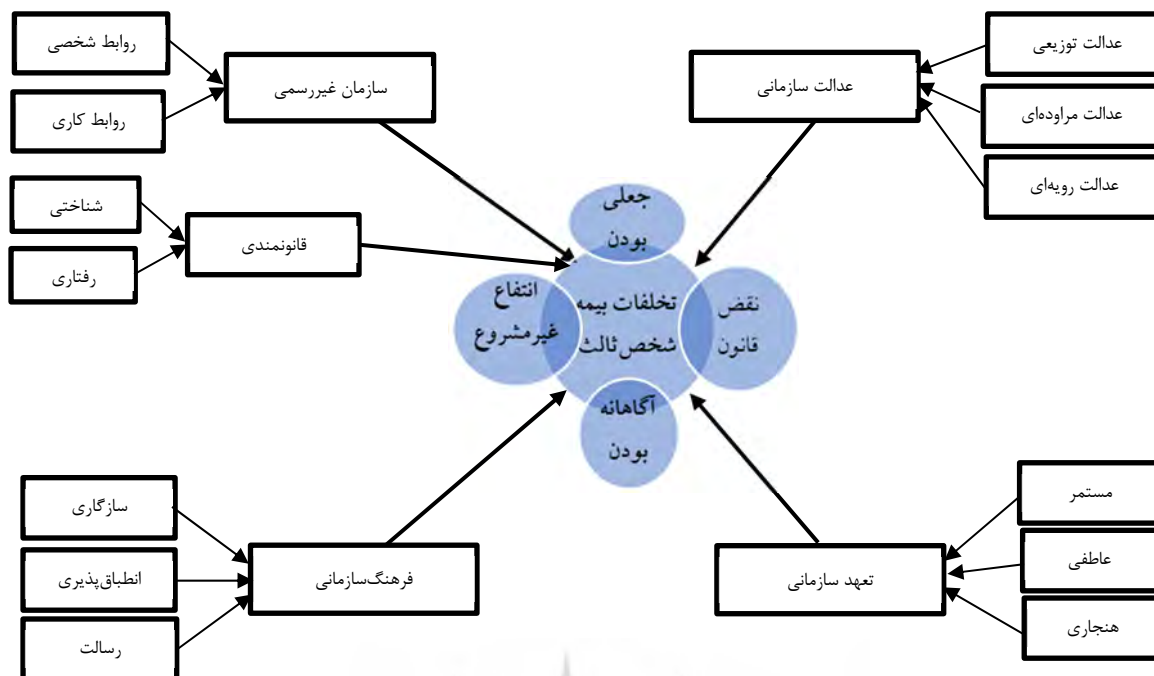 عدالت توزیعی
عدالت مراوده‌ای
عدالت رویه‌ای
عدالت سازمانی
روابط شخصی
روابط کاری
سازمان غیررسمی
شناختی
رفتاری
قانونمندی
جعلی
بودن
نقض
قانون
تخلفات بیمه
شخص ثالث
انتفاع
غیرمشروع
آگاهانه
بودن
مستمر
عاطفی
هنجاری
تعهد سازمانی
سازگاری
انطباق‌پذیری
رسالت
فرهنگ‌سازمانی